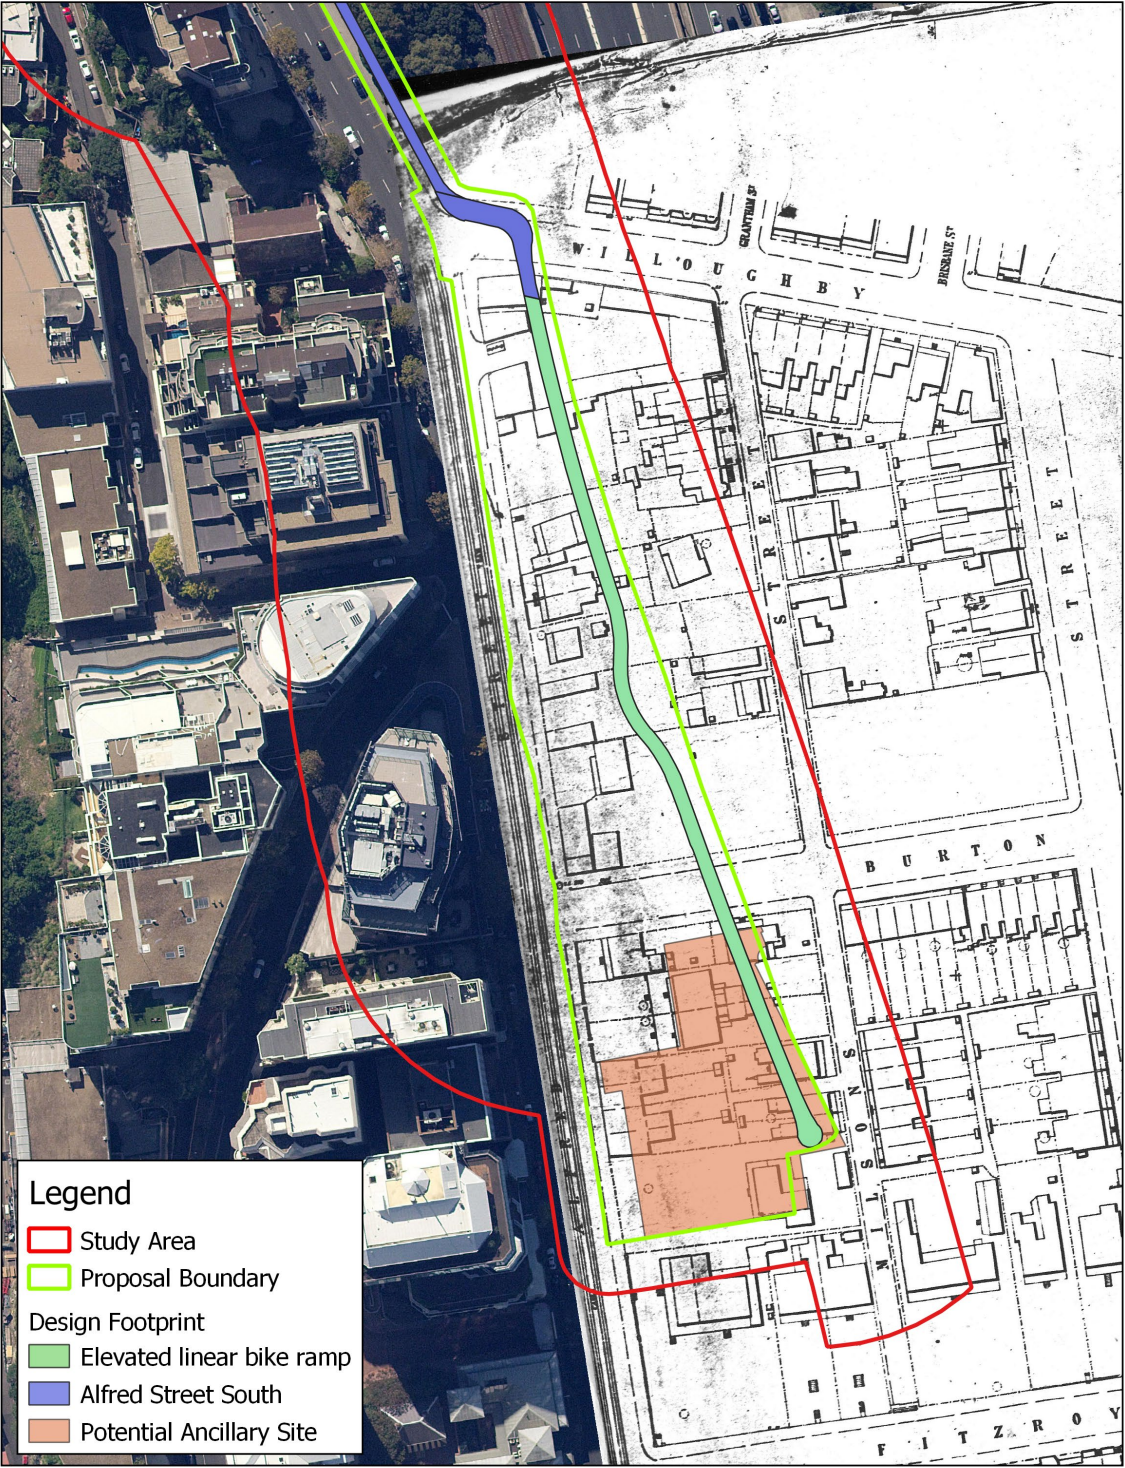 GRANTHAM ST
BRISBANE ST
WILLOUGHBY
STREET
STREET
BURTON
MILSONS
FITZROY
Legend
Study Area
Proposal Boundary
Design Footprint
Elevated linear bike ramp
Alfred Street South
Potential Ancillary Site